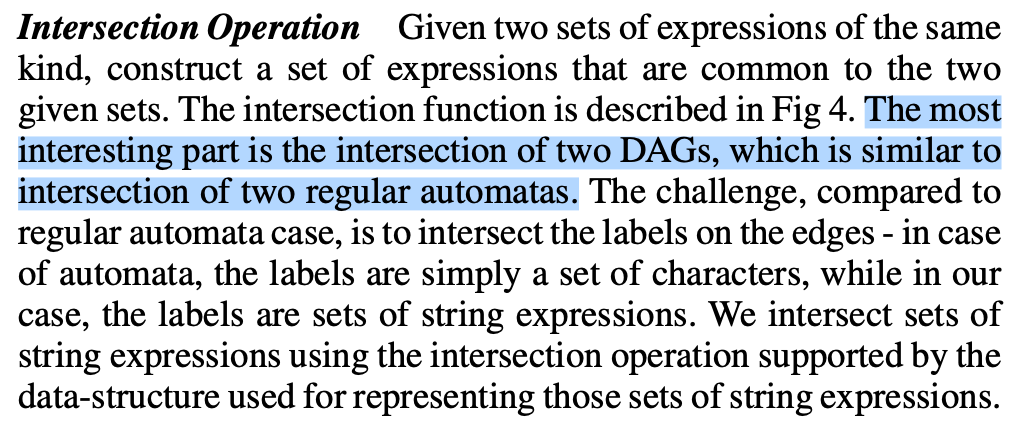 Intersection Operation Given two sets of expressions of the same
kind, construct a set of expressions that are common to the two
given sets. The intersection function is described in Fig 4. The most
interesting part is the intersection of two DAGs, which is similar to
intersection of two regular automatas. The challenge, compared to
regular automata case, is to intersect the labels on the edges - in case
of automata, the labels are simply a set of characters, while in our
case, the labels are sets of string expressions. We intersect sets of
string expressions using the intersection operation supported by the
data-structure used for representing those sets of string expressions.